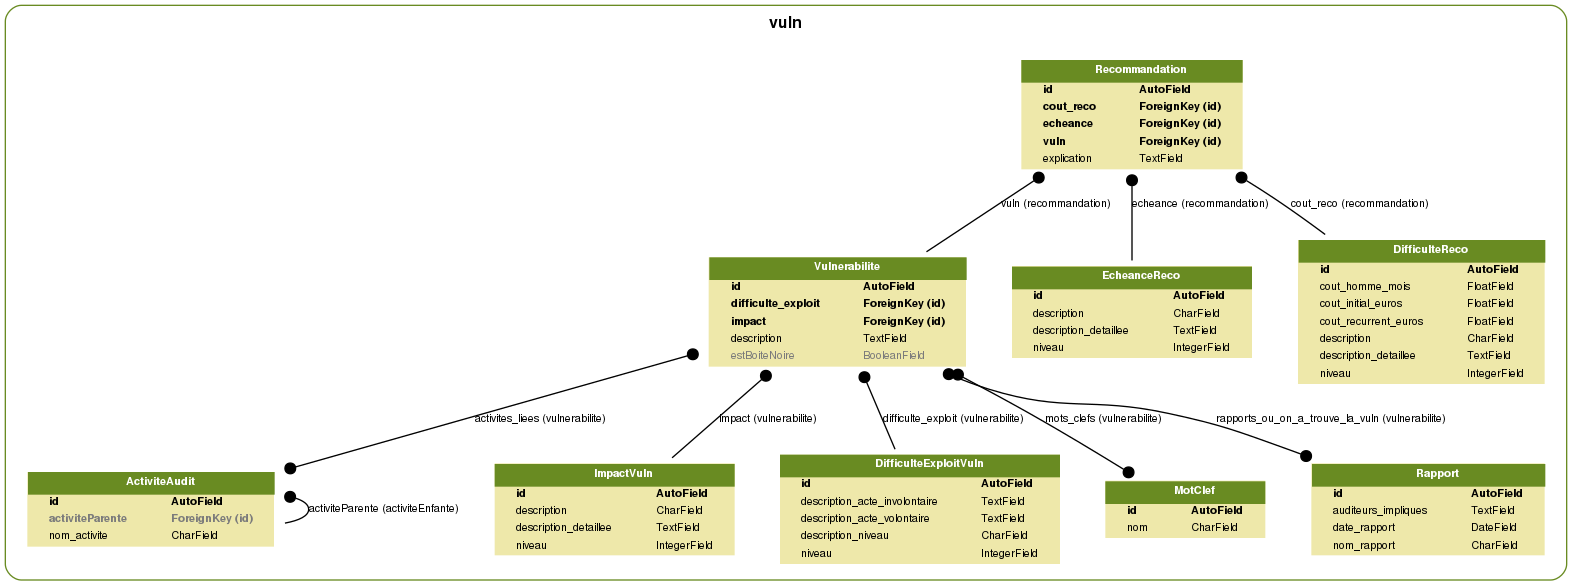 vuln
Recommandation
id AutoField
cout_reco ForeignKey (id)
echeance ForeignKey (id)
vuln ForeignKey (id)
explication TextField
vuln (recommandation)
echeance (recommandation)
cout_reco (recommandation)
Vulnerabilite
id AutoField
difficulte_exploit ForeignKey (id)
impact ForeignKey (id)
description TextField
estBoiteNoire BooleanField
EcheanceReco
id AutoField
description CharField
description_detaillee TextField
niveau IntegerField
DifficulteReco
id AutoField
cout_homme_mois FloatField
cout_initial_euros FloatField
cout_recurrent_euros FloatField
description CharField
description_detaillee TextField
niveau IntegerField
activites_liees (vulnerabilite)
impact (vulnerabilite)
difficulte_exploit (vulnerabilite)
mots_clefs (vulnerabilite)
rapports_ou_on_a_trouve_la_vuln (vulnerabilite)
ActiviteAudit
id AutoField
activiteParente ForeignKey (id)
nom_activite CharField
activiteParente (activiteEnfante)
ImpactVuln
id AutoField
description CharField
description_detaillee TextField
niveau IntegerField
DifficulteExploitVuln
id AutoField
description_acte_involontaire TextField
description_acte_volontaire TextField
description_niveau CharField
niveau IntegerField
MotClef
id AutoField
nom CharField
Rapport
id AutoField
auditeurs_impliques TextField
date_rapport DateField
nom_rapport CharField